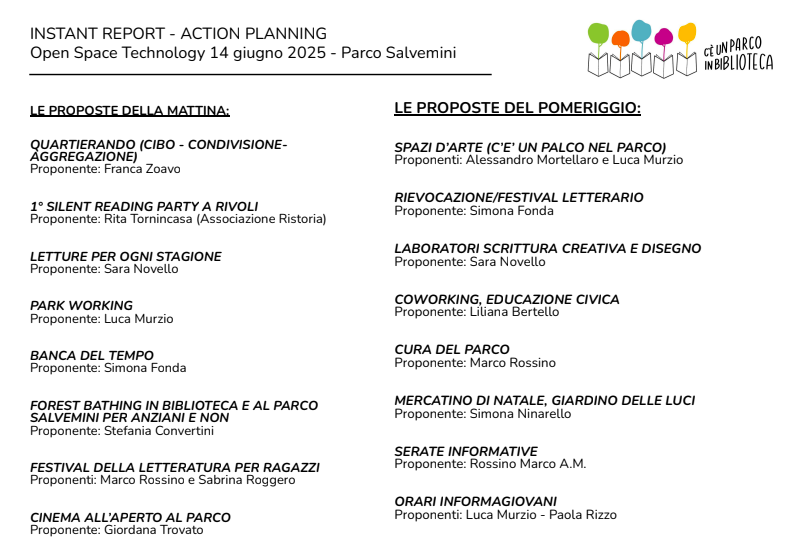 INSTANT REPORT - ACTION PLANNING
Open Space Technology 14 giugno 2025 - Parco Salvemini
C'È UN PARCO
IN BIBLIOTECA
LE PROPOSTE DELLA MATTINA:
QUARTIERANDO (CIBO - CONDIVISIONE-
AGGREGAZIONE)
Proponente: Franca Zoavo
1° SILENT READING PARTY A RIVOLI
Proponente: Rita Tornincasa (Associazione Ristoria)
LETTURE PER OGNI STAGIONE
Proponente: Sara Novello
PARK WORKING
Proponente: Luca Murzio
BANCA DEL TEMPO
Proponente: Simona Fonda
FOREST BATHING IN BIBLIOTECA E AL PARCO
SALVEMINI PER ANZIANI E NON
Proponente: Stefania Convertini
FESTIVAL DELLA LETTERATURA PER RAGAZZI
Proponenti: Marco Rossino e Sabrina Roggero
CINEMA ALL'APERTO AL PARCO
Proponente: Giordana Trovato
LE PROPOSTE DEL POMERIGGIO:
SPAZI D'ARTE (C'E' UN PALCO NEL PARCO)
Proponenti: Alessandro Mortellaro e Luca Murzio
RIEVOCAZIONE/FESTIVAL LETTERARIO
Proponente: Simona Fonda
LABORATORI SCRITTURA CREATIVA E DISEGNO
Proponente: Sara Novello
COWORKING, EDUCAZIONE CIVICA
Proponente: Liliana Bertello
CURA DEL PARCO
Proponente: Marco Rossino
MERCATINO DI NATALE, GIARDINO DELLE LUCI
Proponente: Simona Ninarello
SERATE INFORMATIVE
Proponente: Rossino Marco A.M.
ORARI INFORMAGIOVANI
Proponenti: Luca Murzio - Paola Rizzo